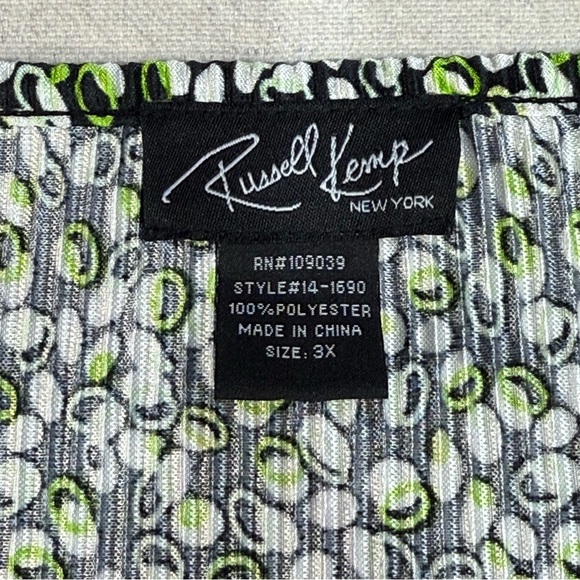 Russell Kemp
NEW YORK
RN#109039
STYLE#14-1690
100%POLYESTER
MADE IN CHINA
SIZE: 3X